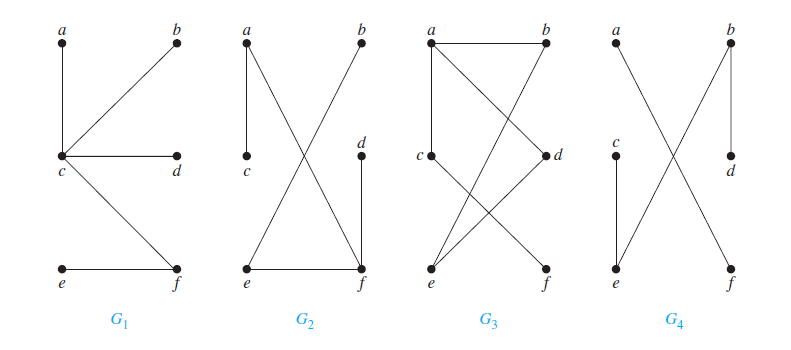 a b a b a b a b
d c
c d c c d d
e f e f e f e f
G1 G2 G3 G4